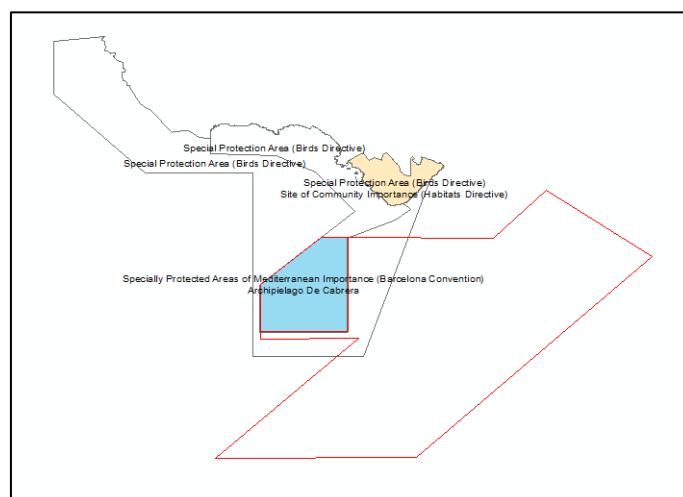 Special Protection Area (Birds Directive)
Special Protection Area (Birds Directive)
Special Protection Area (Birds Directive)
Site of Community Importance (Habitats Directive)
Specially Protected Areas of Mediterranean Importance (Barcelona Convention)
Archipielago De Cabrera